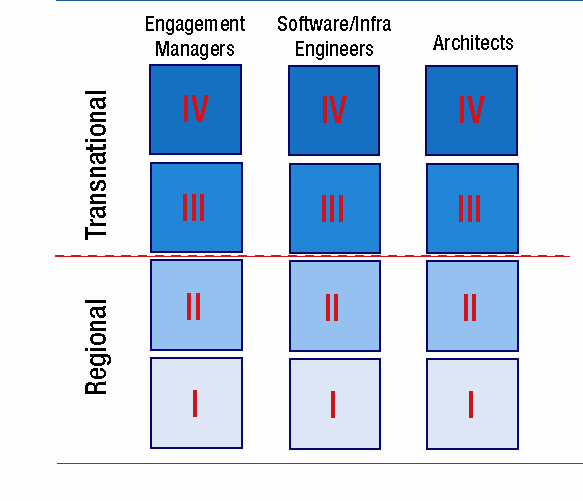 Engagement
Managers
Software/Infra
Engineers
Architects
Transnational
IV IV IV
III III III
Regional
II II II
I I I